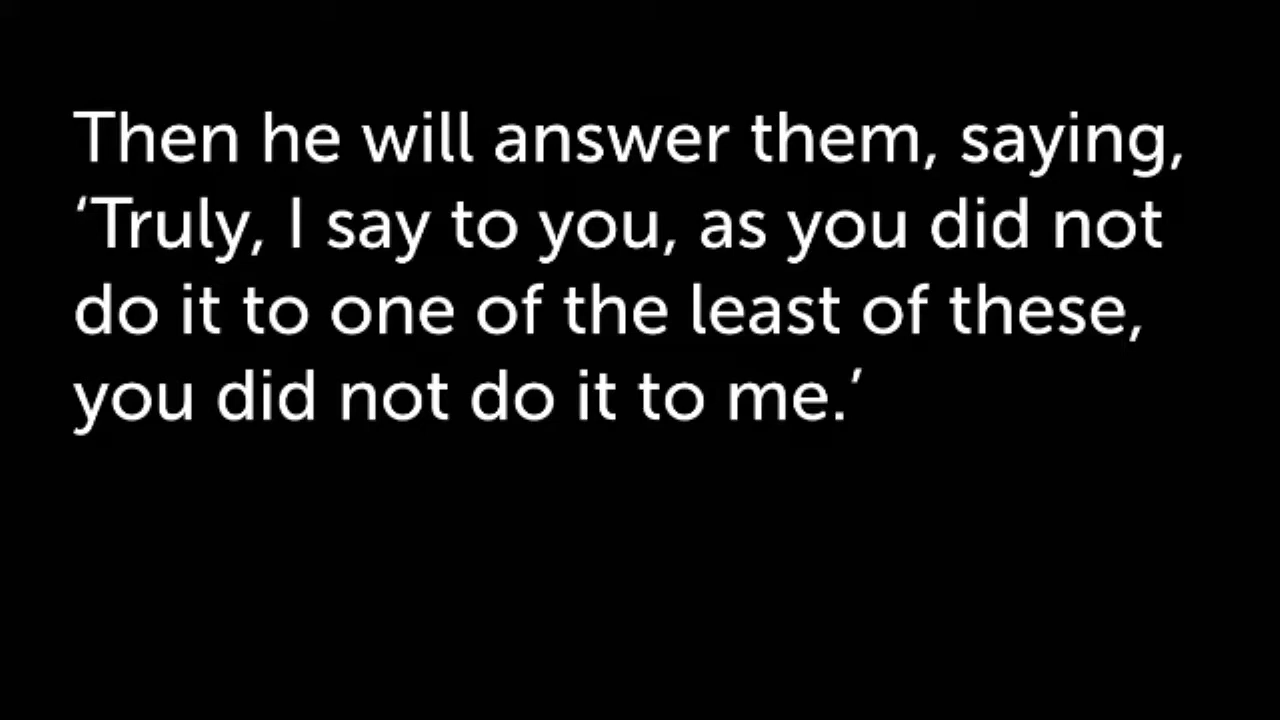 Then he will answer them, saying,
‘Truly, I say to you, as you did not
do it to one of the least of these,
you did not do it to me.’